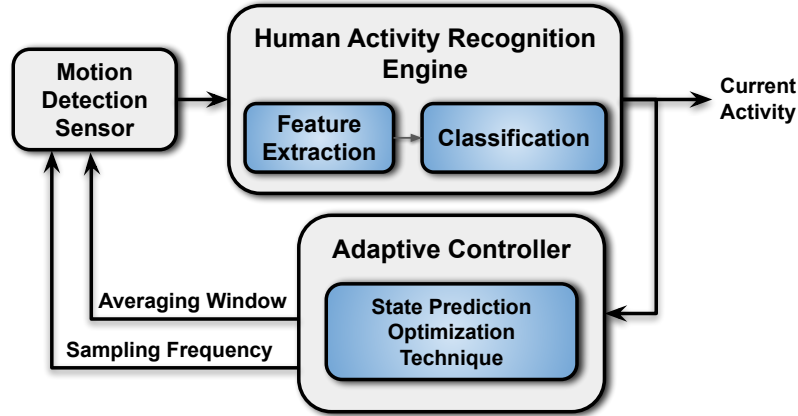 Motion
Detection
Sensor
Human Activity Recognition
Engine
Feature
Extraction
Classification
Current
Activity
Adaptive Controller
State Prediction
Optimization
Technique
Averaging Window
Sampling Frequency